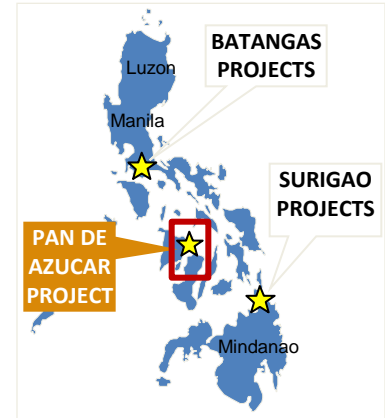 BATANGAS
PROJECTS
Luzon
Manila
SURIGAO
PROJECTS
PAN DE
AZUCAR
PROJECT
Mindanao